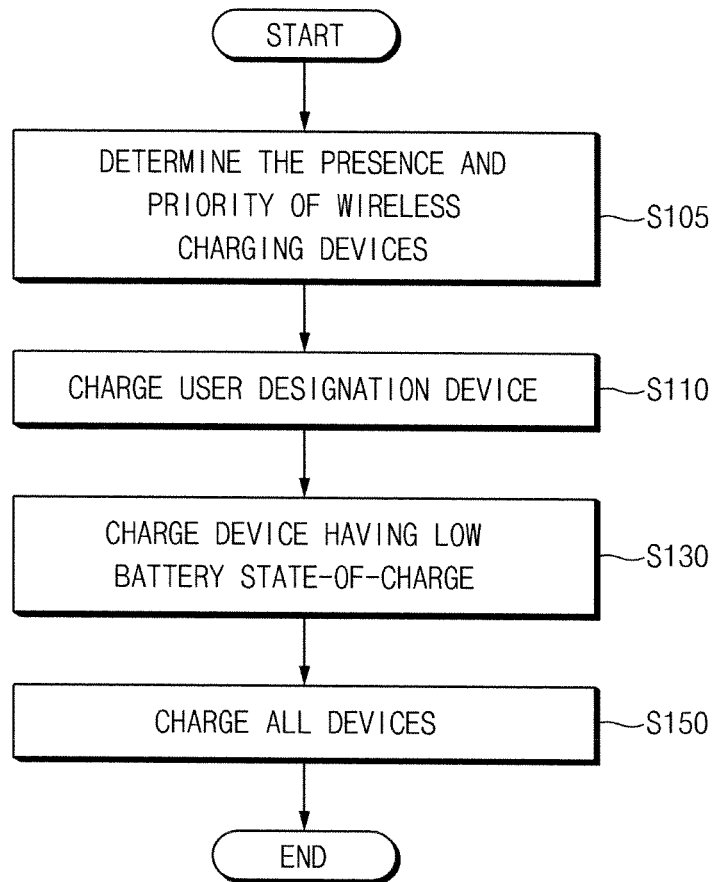 START
DETERMINE THE PRESENCE AND
PRIORITY OF WIRELESS
CHARGING DEVICES
S105
CHARGE USER DESIGNATION DEVICE
S110
CHARGE DEVICE HAVING LOW
BATTERY STATE-OF-CHARGE
S130
CHARGE ALL DEVICES
S150
END